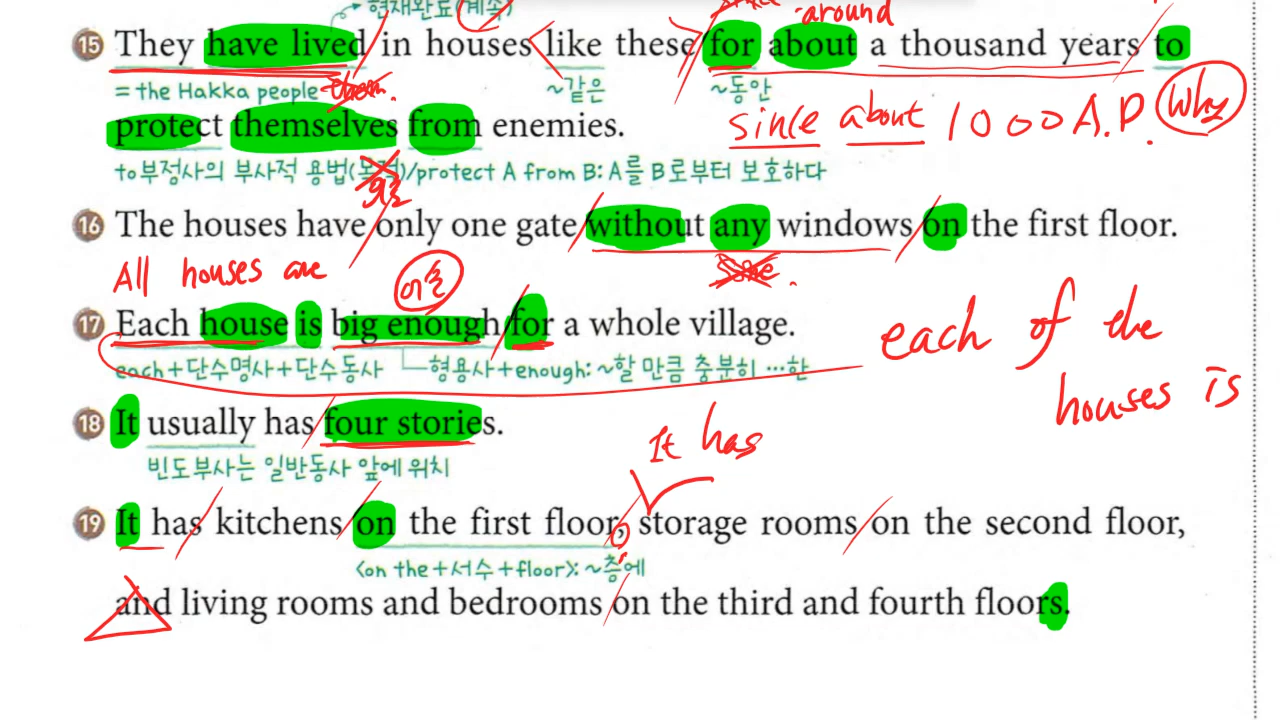 현재완료(계속)
around
15 They have lived in houses like these for about a thousand years to
= the Hakka people ~같은 ~동안
since about 1000 A.D. Why
protect themselves from enemies.
to부정사의 부사적 용법(목적)/protect A from B: A를 B로부터 보호하다
16 The houses have only one gate without any windows on the first floor.
All houses are
17 Each house is big enough for a whole village.
each of the
houses is
each+단수명사+단수동사 형용사+enough: ~할 만큼 충분히 …한
18 It usually has four stories.
It has
빈도부사는 일반동사 앞에 위치
19 It has kitchens on the first floor, storage rooms on the second floor,
<on the+서수+floor>: ~층에
and living rooms and bedrooms on the third and fourth floors.